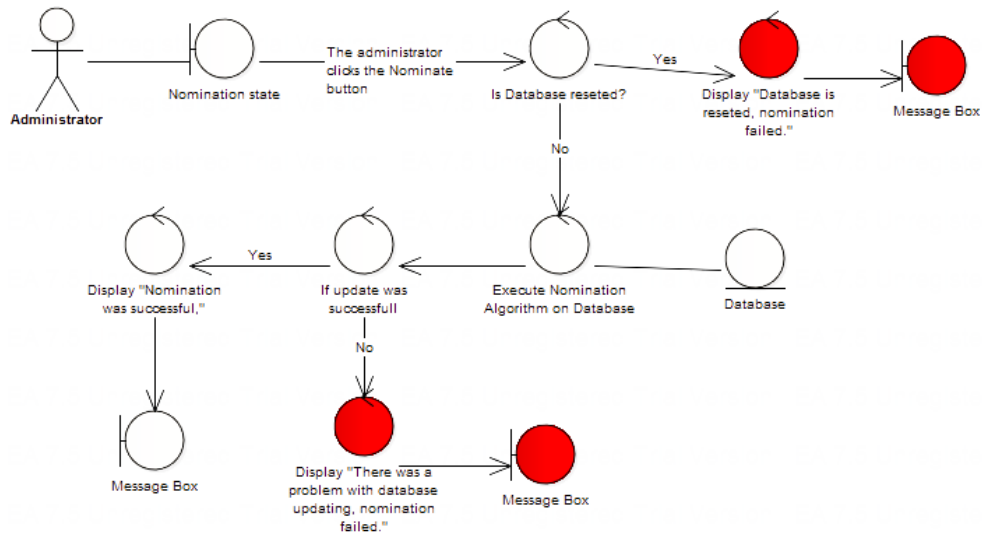 The administrator
clicks the Nominate
button
Yes
Administrator
Nomination state
Is Database reseted?
Display "Database is
reseted, nomination
failed."
Message Box
No
Yes
Display "Nomination
was successful,"
If update was
successfull
Execute Nomination
Algorithm on Database
Database
No
Message Box
Display "There was a
problem with database
updating, nomination
failed."
Message Box